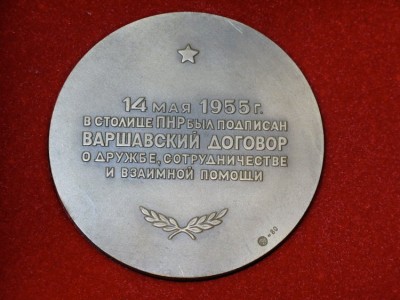 14 МАЯ 1955 Г.
В СТОЛИЦЕ ПНР БЫЛ ПОДПИСАН
ВАРШАВСКИЙ ДОГОВОР
О ДРУЖБЕ, СОТРУДНИЧЕСТВЕ
И ВЗАИМНОЙ ПОМОЩИ